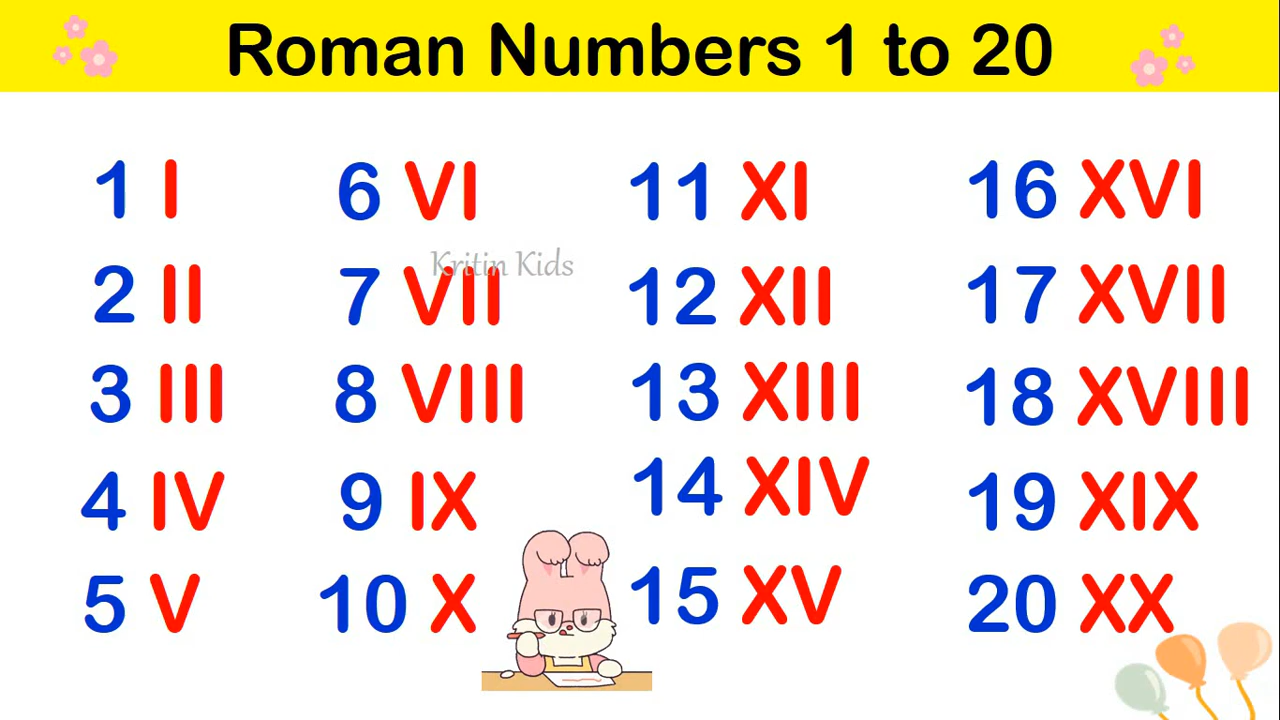 Roman Numbers 1 to 20
1 I
2 II
3 III
4 IV
5 V
6 VI
Kritin Kids
7 VII
8 VIII
9 IX
10 X
11 XI
12 XII
13 XIII
14 XIV
15 XV
16 XVI
17 XVII
18 XVIII
19 XIX
20 XX